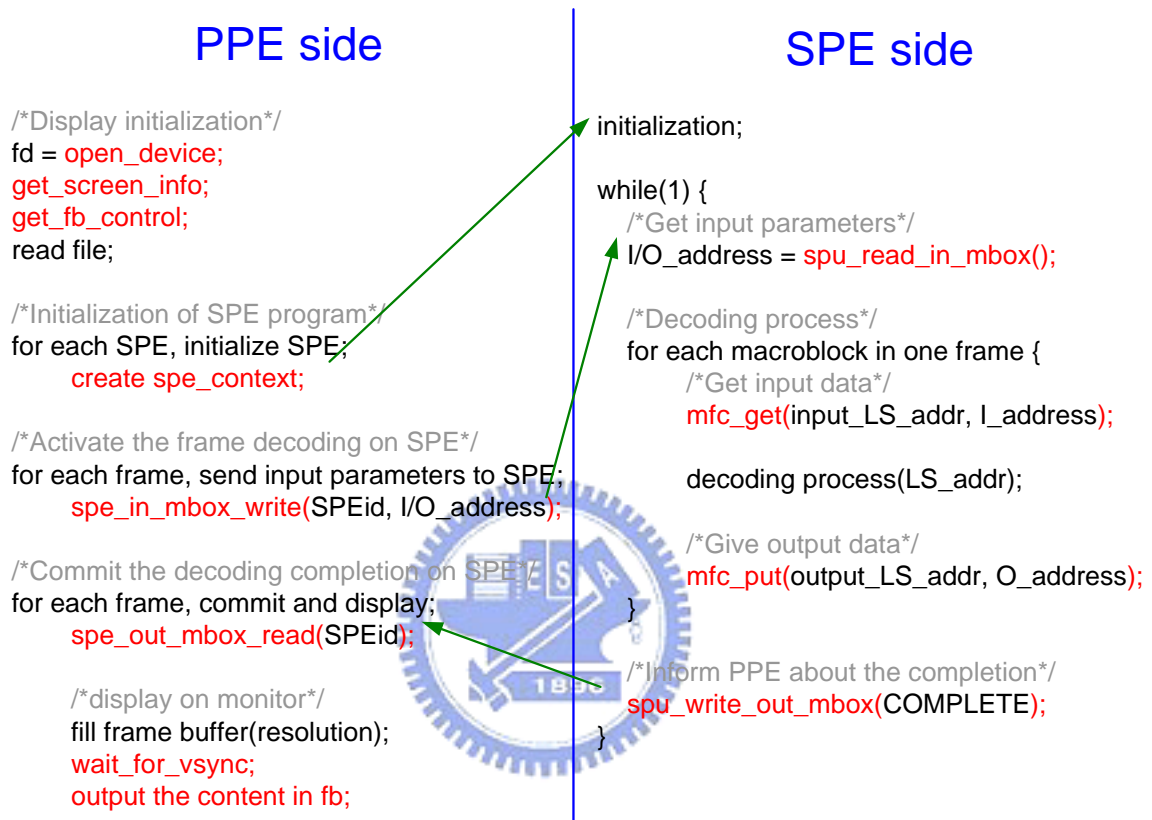 PPE side
/*Display initialization*/
fd = open_device;
get_screen_info;
get_fb_control;
read file;
/*Initialization of SPE program*/
for each SPE, initialize SPE;
create spe_context;
/*Activate the frame decoding on SPE*/
for each frame, send input parameters to SPE;
spe_in_mbox_write(SPEid, I/O_address);
/*Commit the decoding completion on SPE*/
for each frame, commit and display;
spe_out_mbox_read(SPEid);
/*display on monitor*/
fill frame buffer(resolution);
wait_for_vsync;
output the content in fb;
SPE side
initialization;
while(1) {
/*Get input parameters*/
I/O_address = spu_read_in_mbox();
/*Decoding process*/
for each macroblock in one frame {
/*Get input data*/
mfc_get(input_LS_addr, I_address);
decoding process(LS_addr);
/*Give output data*/
mfc_put(output_LS_addr, O_address);
}
/*Inform PPE about the completion*/
spu_write_out_mbox(COMPLETE);
}
ES
1896